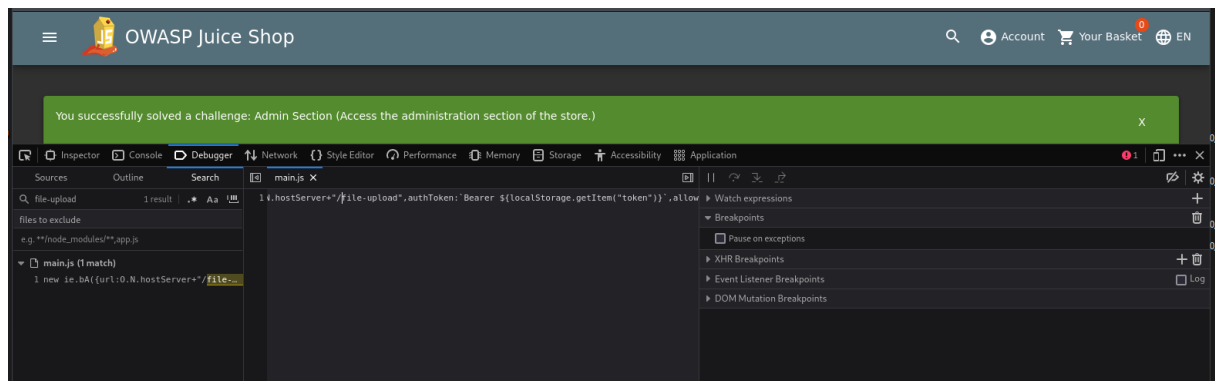 OWASP Juice Shop
Account
0
Your Basket
EN
You successfully solved a challenge: Admin Section (Access the administration section of the store.)
X
Inspector Console Debugger Network {} Style Editor Performance Memory Storage Accessibility Application
1
Sources Outline Search
main.js
file-upload 1 result .* Aa
files to exclude
e.g. **/node_modules/**,app.js
main.js (1 match)
1 new ie.bA({url:O.N.hostServer+"/file-…
1 .hostServer+"/file-upload",authToken:`Bearer ${localStorage.getItem("token")}`,allow
Watch expressions
Breakpoints
Pause on exceptions
XHR Breakpoints
Event Listener Breakpoints
Log
DOM Mutation Breakpoints